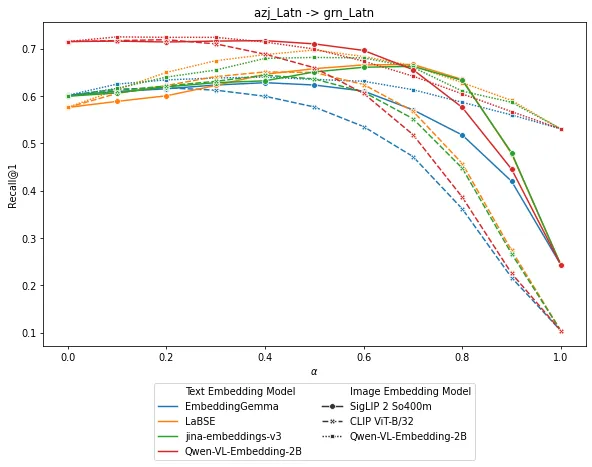 azj_Latn -> grn_Latn
Recall@1
0.7
0.6
0.5
0.4
0.3
0.2
0.1
0.0 0.2 0.4 0.6 0.8 1.0
α
Text Embedding Model Image Embedding Model
EmbeddingGemma SigLIP 2 So400m
LaBSE CLIP ViT-B/32
jina-embeddings-v3 Qwen-VL-Embedding-2B
Qwen-VL-Embedding-2B